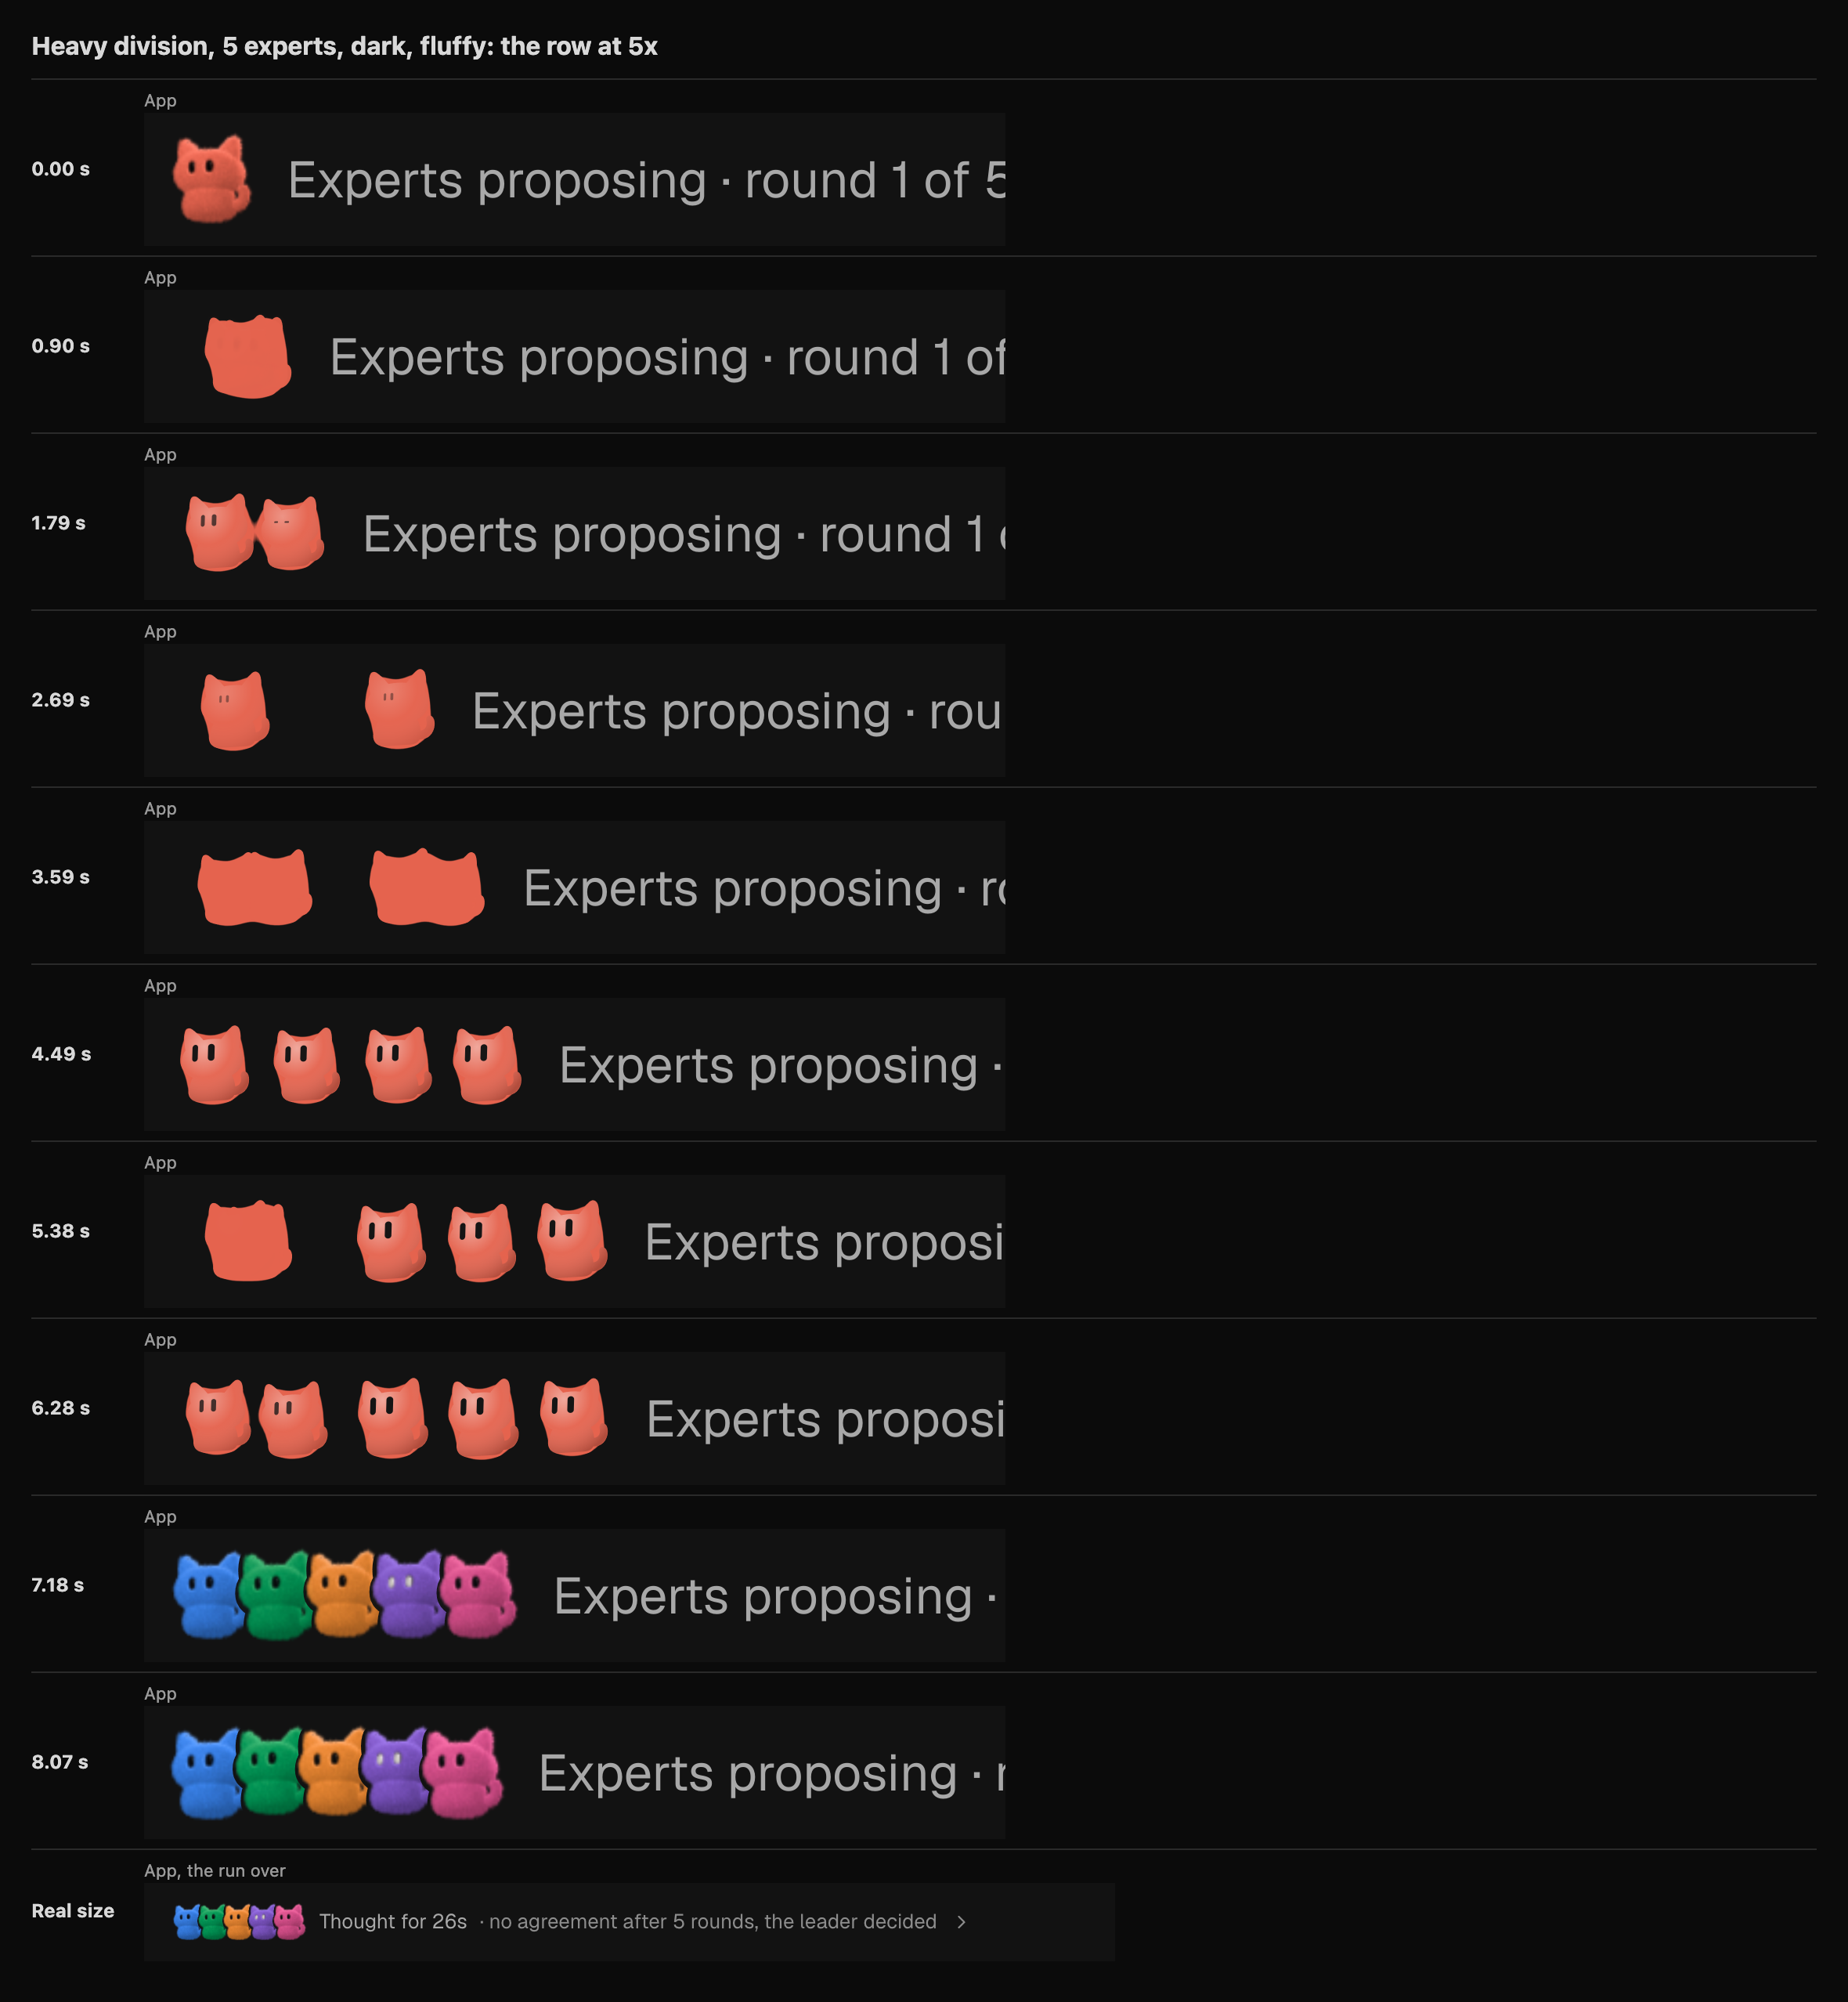 Heavy division, 5 experts, dark, fluffy: the row at 5x
App
0.00 s
Experts proposing · round 1 of 5
App
0.90 s
Experts proposing · round 1 of
App
1.79 s
Experts proposing · round 1
App
2.69 s
Experts proposing · rou
App
3.59 s
Experts proposing · ro
App
4.49 s
Experts proposing ·
App
5.38 s
Experts proposi
App
6.28 s
Experts proposi
App
7.18 s
Experts proposing ·
App
8.07 s
Experts proposing ·
App, the run over
Real size
Thought for 26s · no agreement after 5 rounds, the leader decided